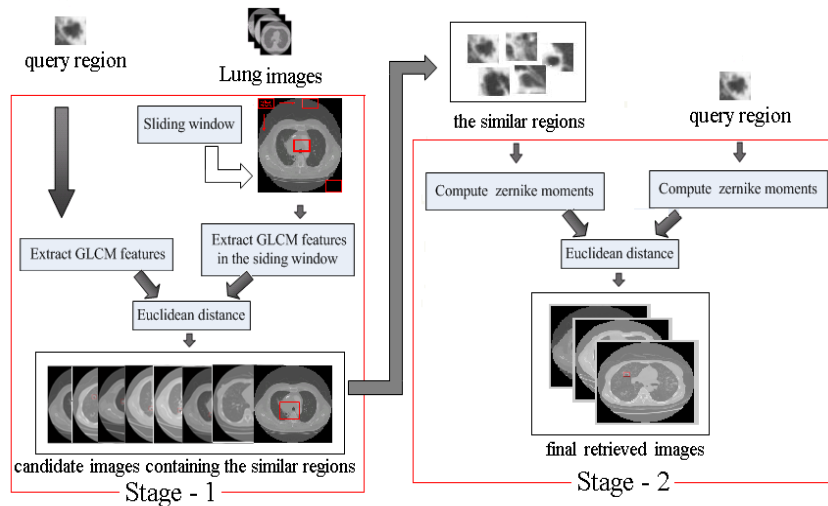 query region
Lung images
Sliding window
Extract GLCM features
Extract GLCM features
in the siding window
Euclidean distance
candidate images containing the similar regions
Stage - 1
the similar regions
query region
Compute zernike moments
Compute zernike moments
Euclidean distance
final retrieved images
Stage - 2